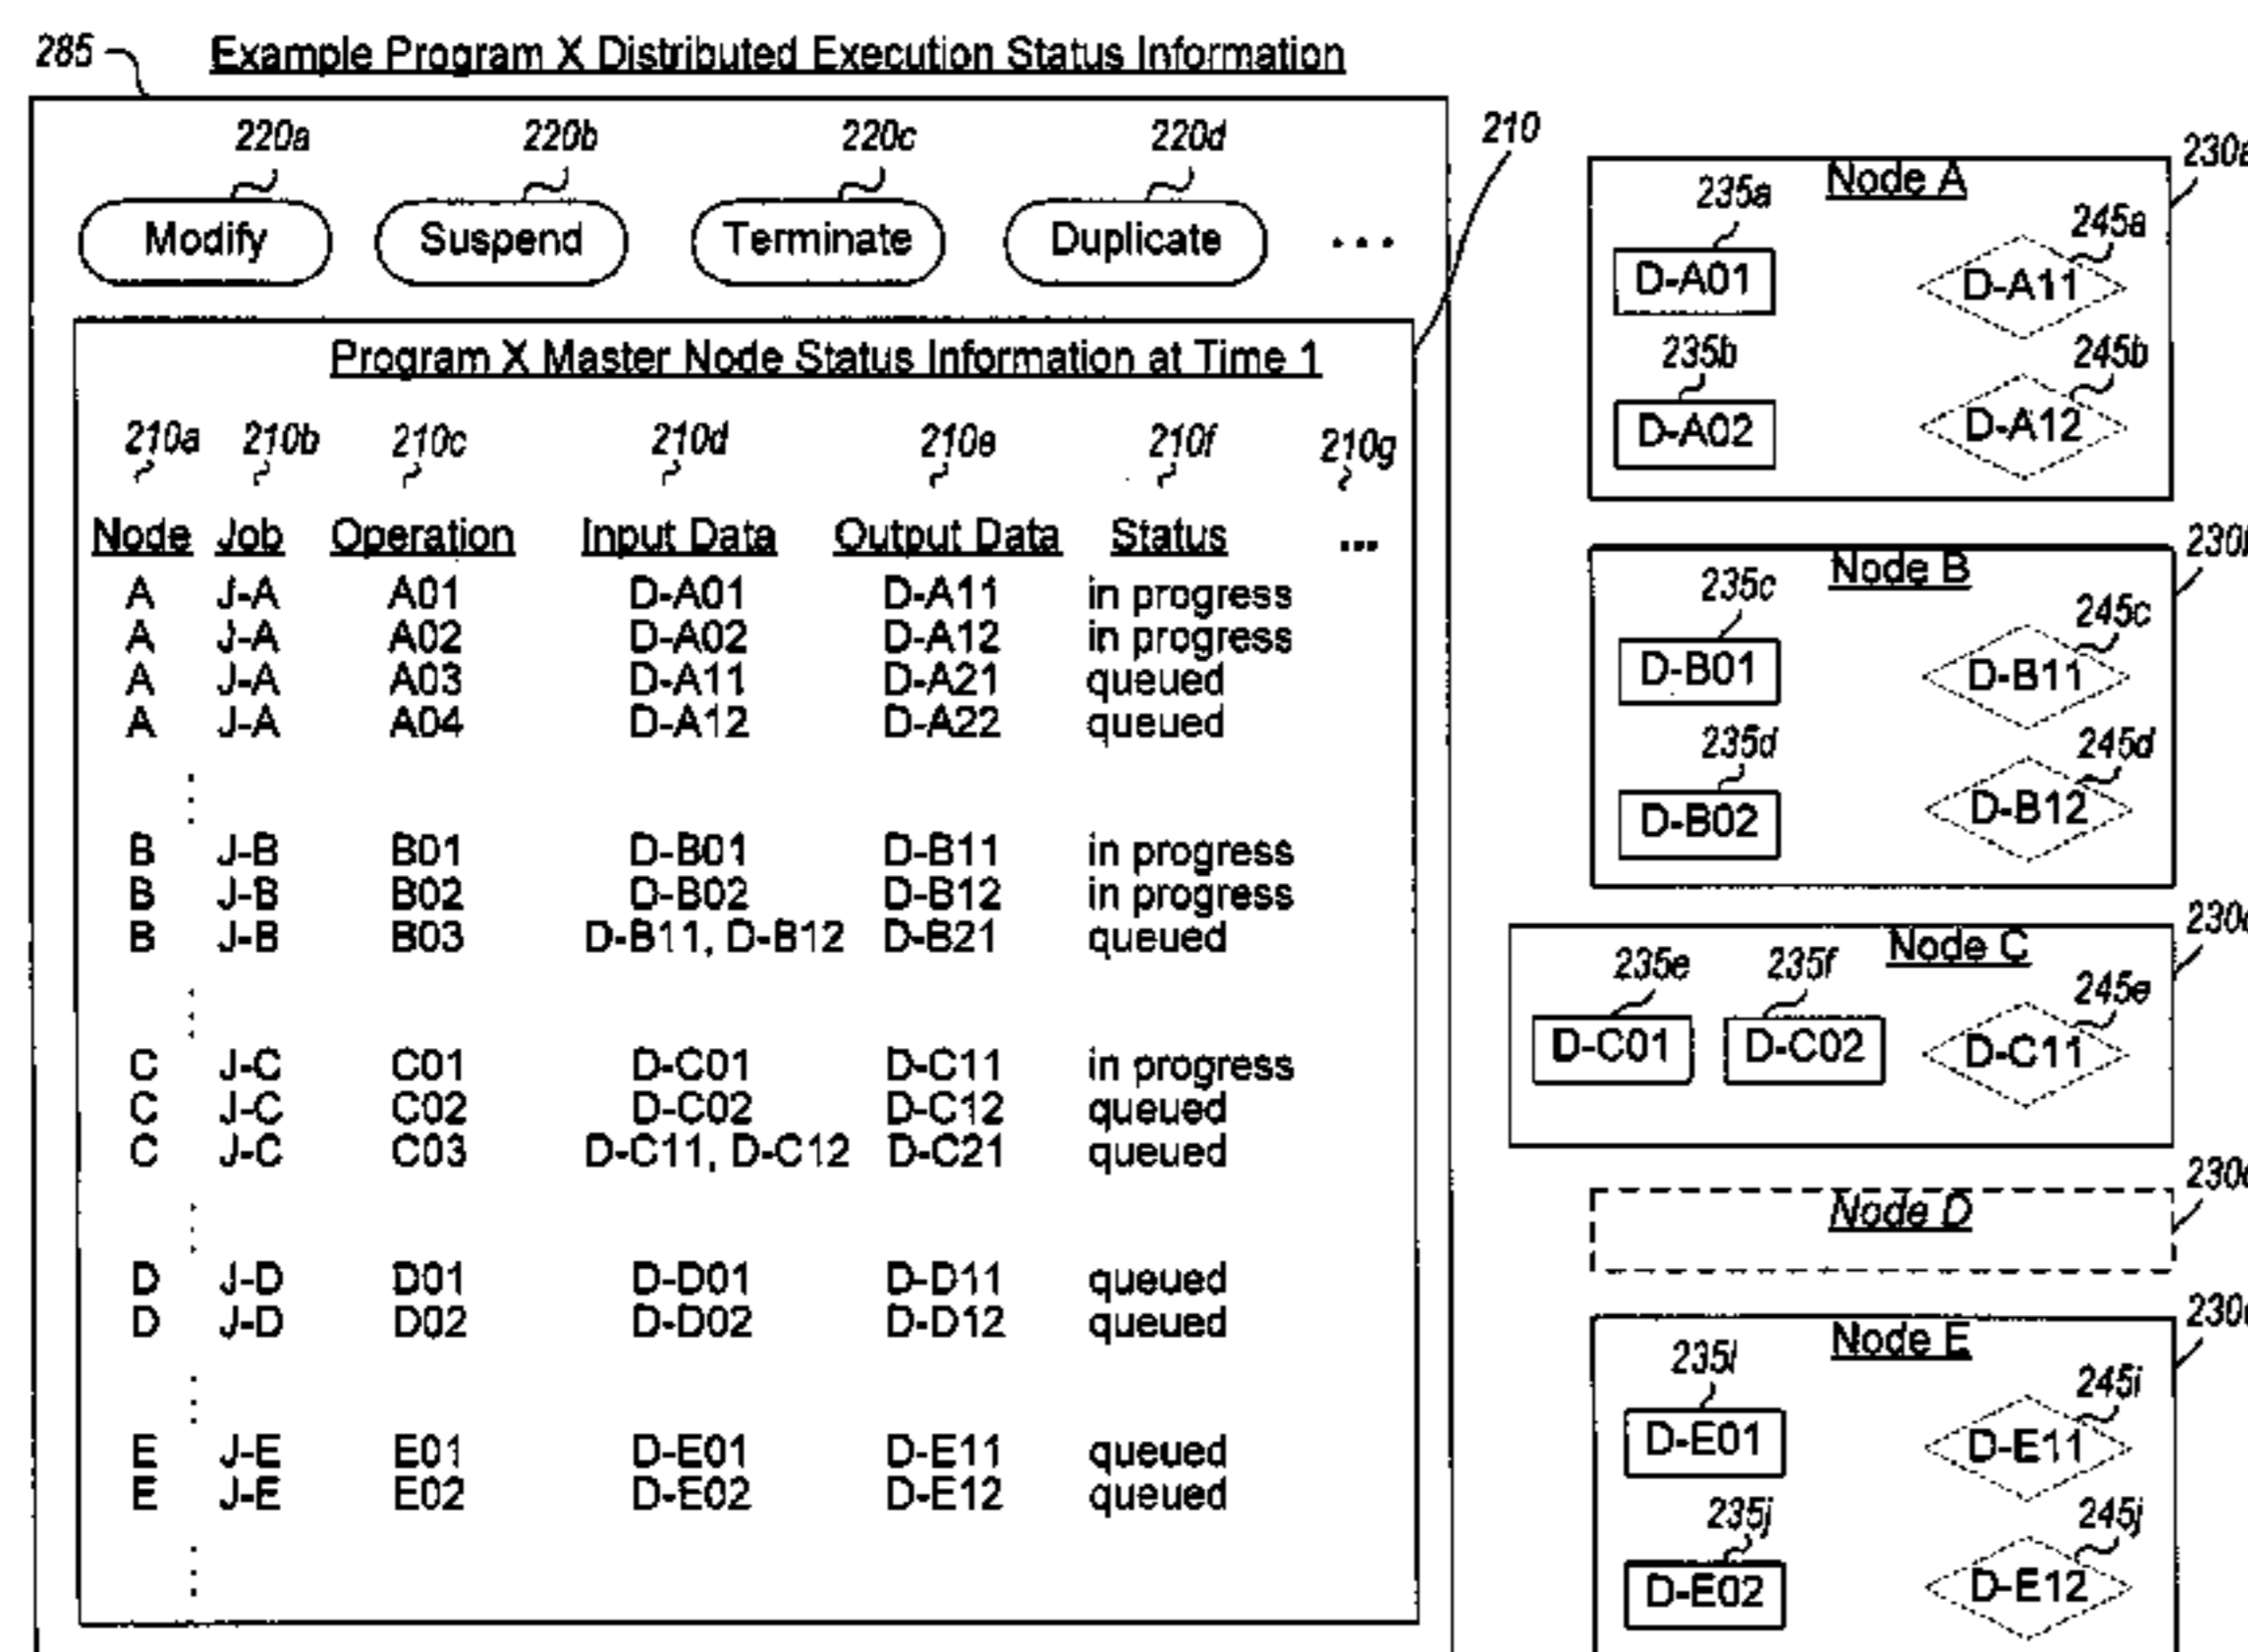 285
Example Program X Distributed Execution Status Information
220a 220b 220c 220d
Modify Suspend Terminate Duplicate ...
210
Program X Master Node Status Information at Time 1
210a 210b 210c 210d 210e 210f 210g
Node Job Operation Input Data Output Data Status ...
A J-A A01 D-A01 D-A11 in progress
A J-A A02 D-A02 D-A12 in progress
A J-A A03 D-A11 D-A21 queued
A J-A A04 D-A12 D-A22 queued
B J-B B01 D-B01 D-B11 in progress
B J-B B02 D-B02 D-B12 in progress
B J-B B03 D-B11, D-B12 D-B21 queued
C J-C C01 D-C01 D-C11 in progress
C J-C C02 D-C02 D-C12 queued
C J-C C03 D-C11, D-C12 D-C21 queued
D J-D D01 D-D01 D-D11 queued
D J-D D02 D-D02 D-D12 queued
E J-E E01 D-E01 D-E11 queued
E J-E E02 D-E02 D-E12 queued
Node A
230a
235a 245a
D-A01 D-A11
235b 245b
D-A02 D-A12
Node B
235c 245c
D-B01 D-B11
235d 245d
D-B02 D-B12
Node C
235e 235f 245e
D-C01 D-C02 D-C11
Node D
Node E
235i 245i
D-E01 D-E11
235j 245j
D-E02 D-E12